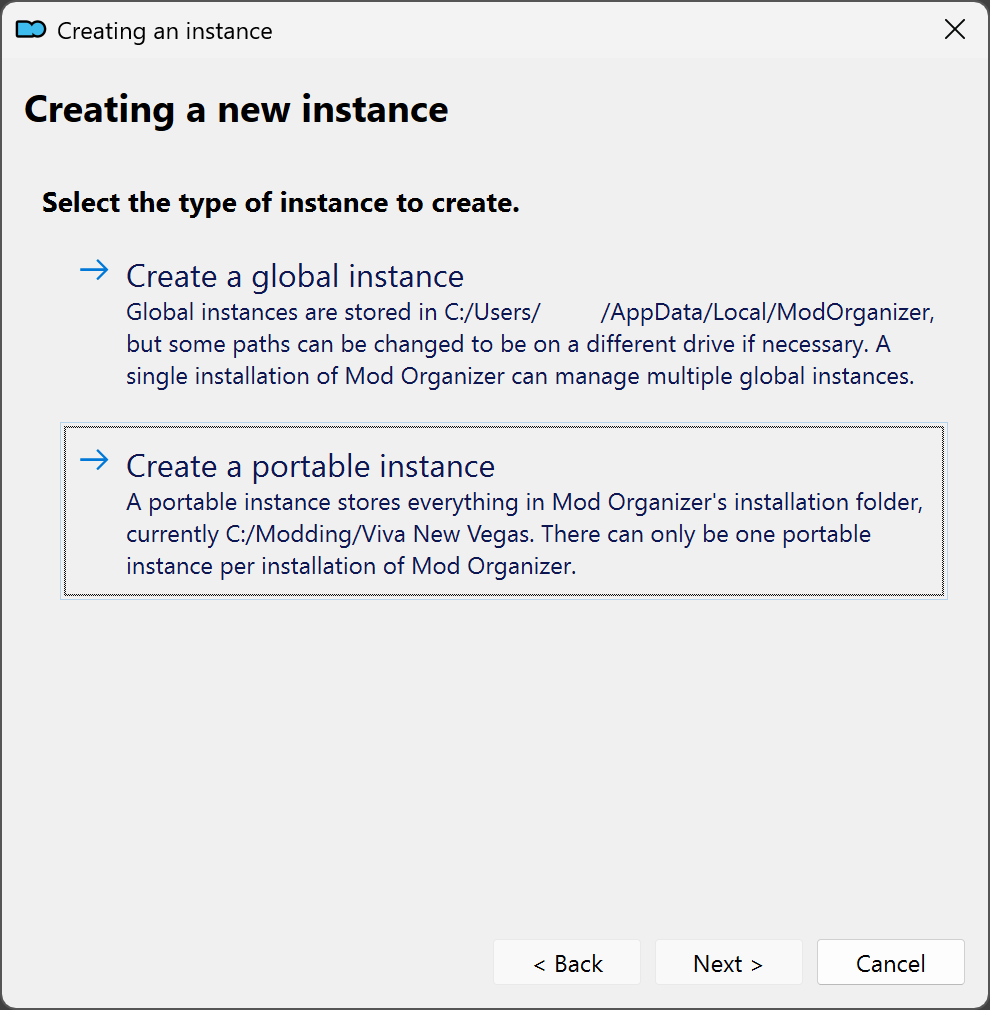 Creating an instance
Creating a new instance
Select the type of instance to create.
Create a global instance
Global instances are stored in C:/Users/ /AppData/Local/ModOrganizer,
but some paths can be changed to be on a different drive if necessary. A
single installation of Mod Organizer can manage multiple global instances.
Create a portable instance
A portable instance stores everything in Mod Organizer's installation folder,
currently C:/Modding/Viva New Vegas. There can only be one portable
instance per installation of Mod Organizer.
< Back Next > Cancel